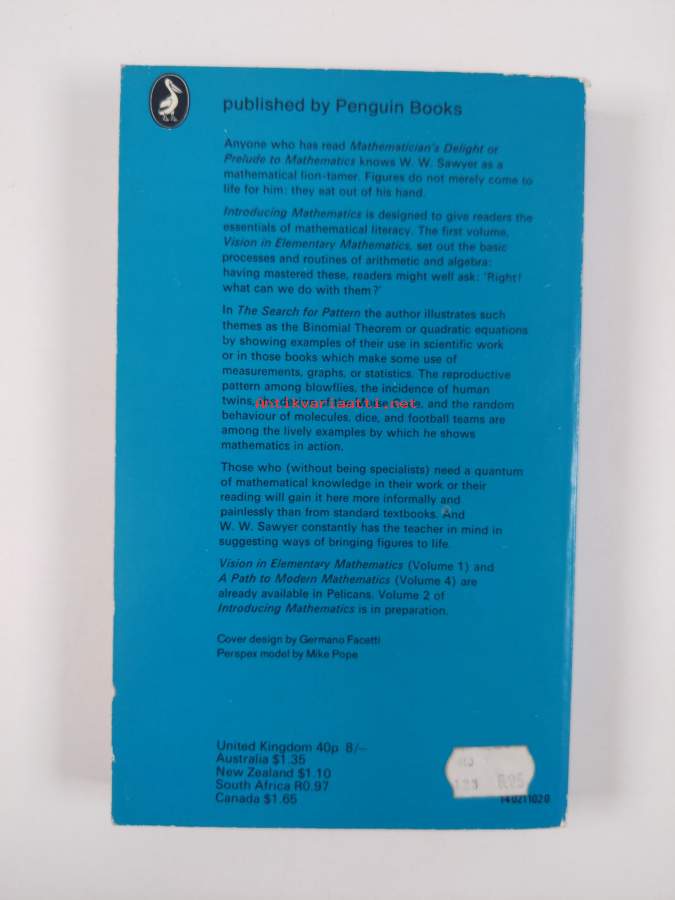 published by Penguin Books
Anyone who has read Mathematician's Delight or
Prelude to Mathematics knows W. W. Sawyer as a
mathematical lion-tamer. Figures do not merely come to
life for him: they eat out of his hand.
Introducing Mathematics is designed to give readers the
essentials of mathematical literacy. The first volume,
Vision in Elementary Mathematics, set out the basic
processes and routines of arithmetic and algebra:
having mastered these, readers might well ask: 'Right!
what can we do with them?'
In The Search for Pattern the author illustrates such
themes as the Binomial Theorem or quadratic equations
by showing examples of their use in scientific work
or in those books which make some use of
measurements, graphs, or statistics. The reproductive
pattern among blowflies, the incidence of human
twins, and the random
Antikvariaatti.net
behaviour of molecules, dice, and football teams are
among the lively examples by which he shows
mathematics in action.
Those who (without being specialists) need a quantum
of mathematical knowledge in their work or their
reading will gain it here more informally and
painlessly than from standard textbooks. And
W. W. Sawyer constantly has the teacher in mind in
suggesting ways of bringing figures to life.
Vision in Elementary Mathematics (Volume 1) and
A Path to Modern Mathematics (Volume 4) are
already available in Pelicans. Volume 2 of
Introducing Mathematics is in preparation.
Cover design by Germano Facetti
Perspex model by Mike Pope
United Kingdom 40p 8/–
Australia $1.35
New Zealand $1.10
South Africa R0.97
Canada $1.65
14 021102 0